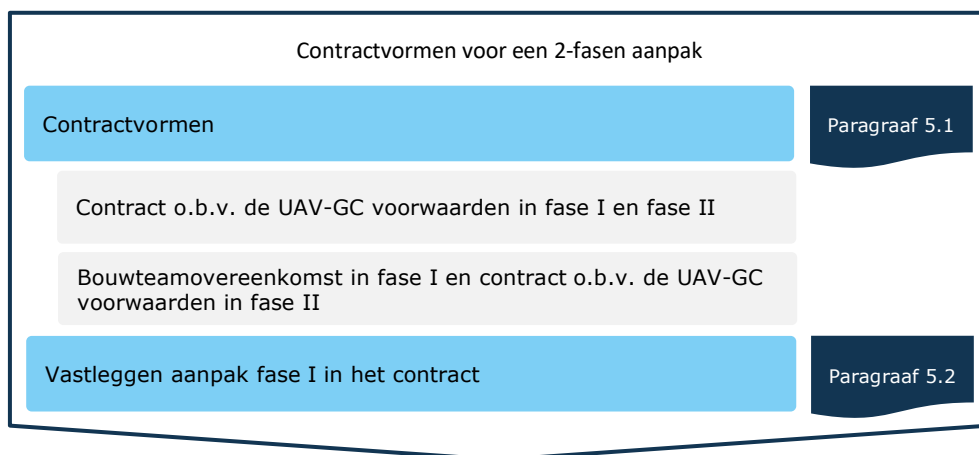 Contractvormen voor een 2-fasen aanpak
Contractvormen
Paragraaf 5.1
Contract o.b.v. de UAV-GC voorwaarden in fase I en fase II
Bouwteamovereenkomst in fase I en contract o.b.v. de UAV-GC
voorwaarden in fase II
Vastleggen aanpak fase I in het contract
Paragraaf 5.2